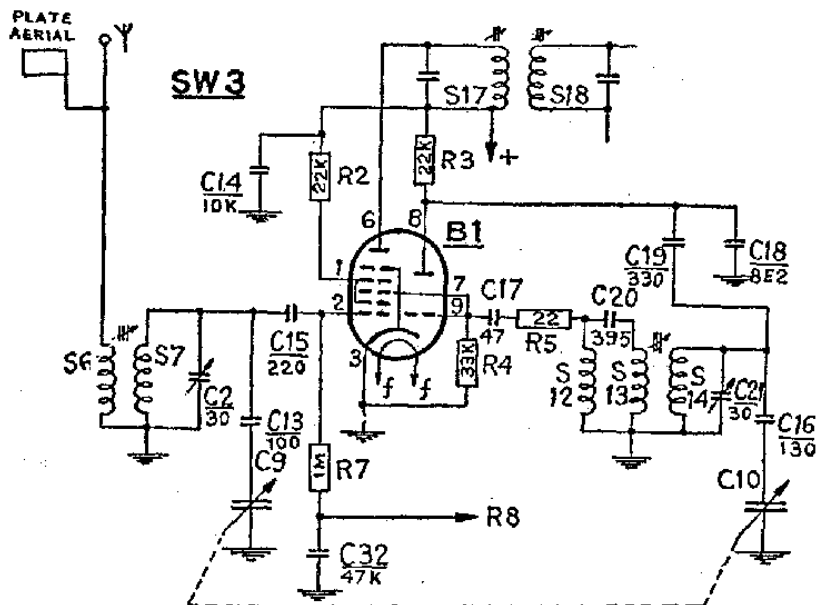 PLATE
AERIAL
SW3
S17
S18
+
C14
10K
22K
R2
22K
R3
6
8
B1
1
2
3
7
9
f
f
C17
47
22
R5
C20
395
C19
330
C18
8E2
S6
S7
C2
30
C15
220
C13
100
C9
33K
R4
S
12
S
13
S
14
C21
30
C16
130
C10
1M
R7
R8
C32
47K